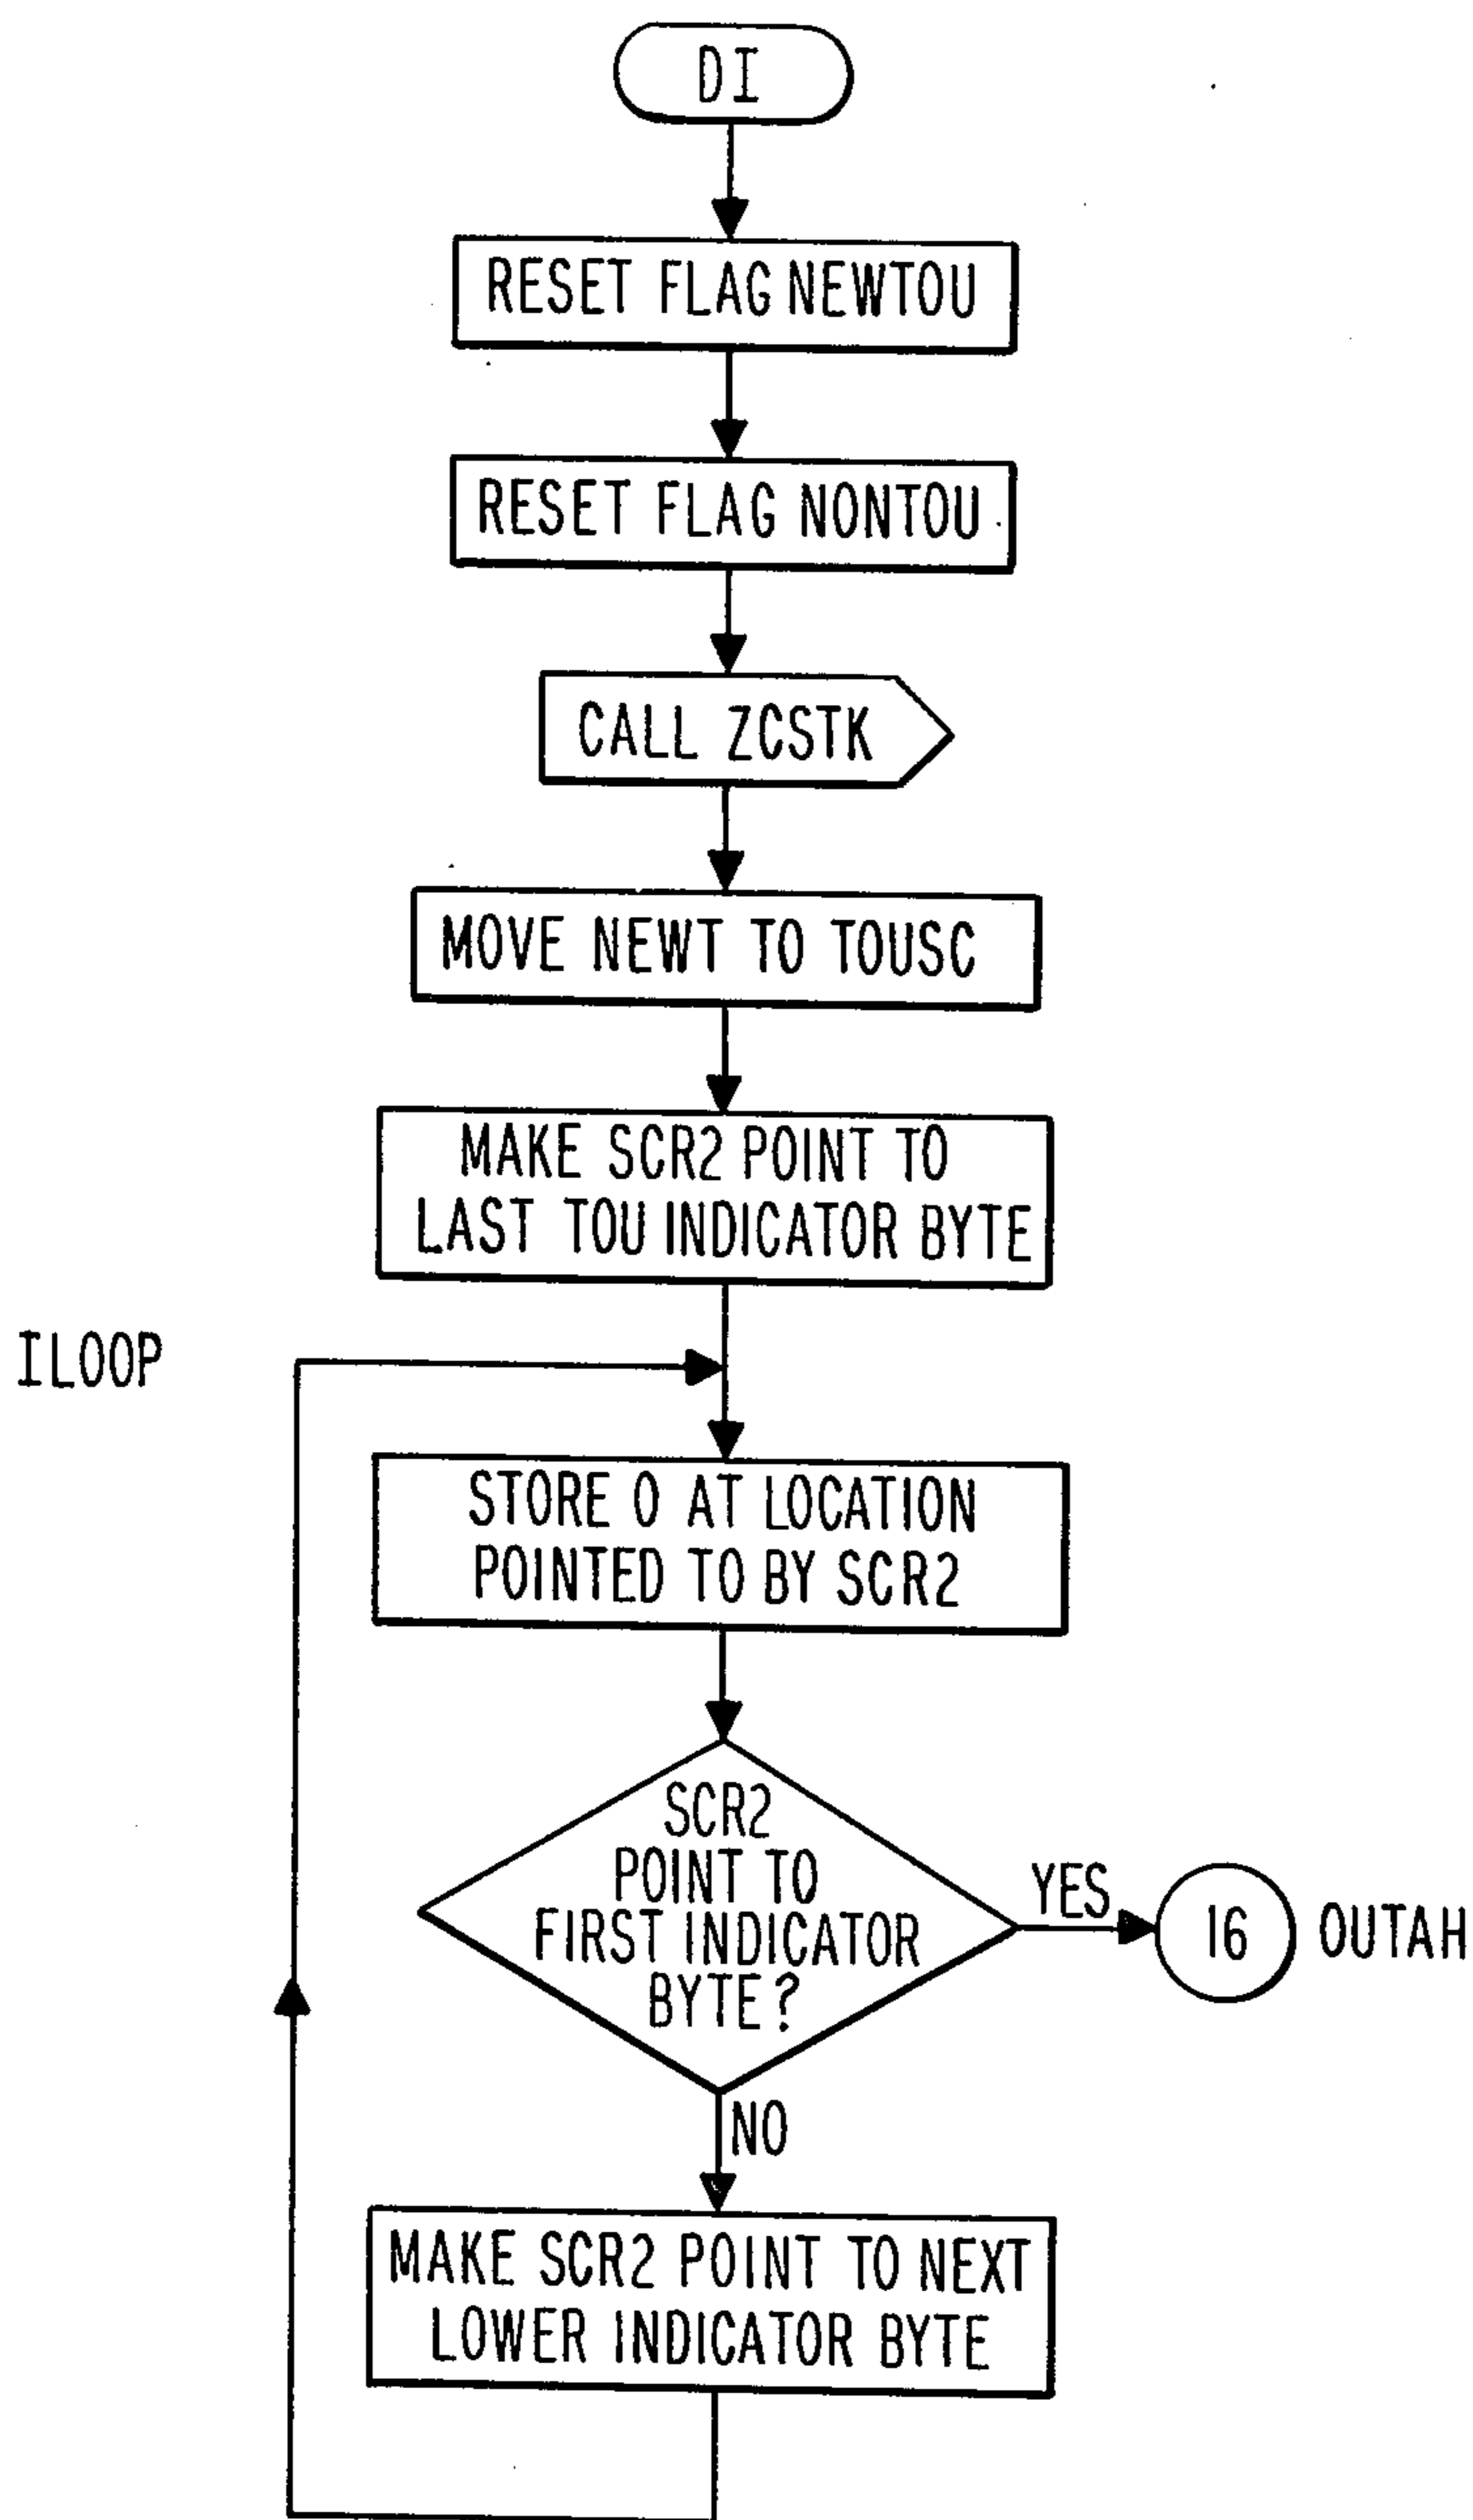 DI
RESET FLAG NEWTOU
RESET FLAG NONTOU
CALL ZCSTK
MOVE NEWT TO TOUSC
MAKE SCR2 POINT TO
LAST TOU INDICATOR BYTE
ILOOP
STORE 0 AT LOCATION
POINTED TO BY SCR2
SCR2
POINT TO
FIRST INDICATOR
BYTE?
YES
16
OUTAH
NO
MAKE SCR2 POINT TO NEXT
LOWER INDICATOR BYTE